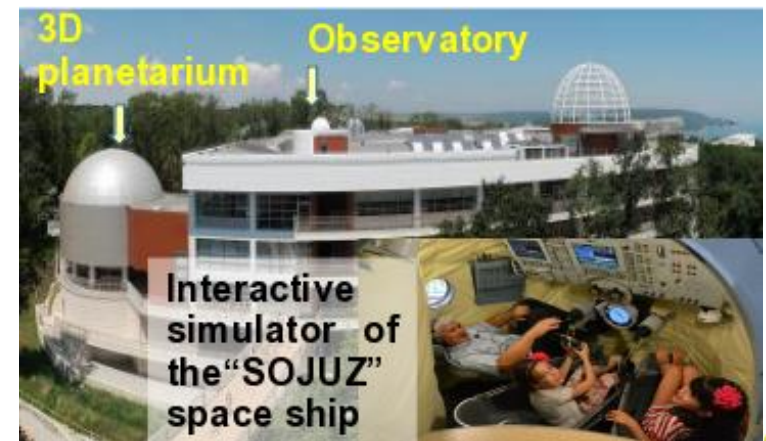 3D
planetarium
Observatory
Interactive
simulator of
the“SOJUZ”
space ship